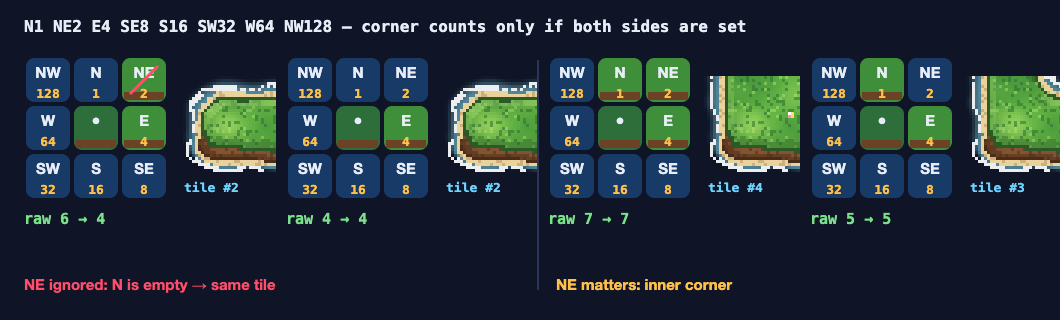 N1 NE2 E4 SE8 S16 SW32 W64 NW128 — corner counts only if both sides are set
NW N NE NW N NE NW N NE NW N NE
128 1 2 128 1 2 128 1 2 128 1 2
W • E W • E W • E W • E
64 4 64 4 64 4 64 4
SW S SE SW S SE SW S SE SW S SE
32 16 8 32 16 8 32 16 8 32 16 8
tile #2 tile #2 tile #4 tile #3
raw 6 → 4 raw 4 → 4 raw 7 → 7 raw 5 → 5
NE ignored: N is empty → same tile NE matters: inner corner